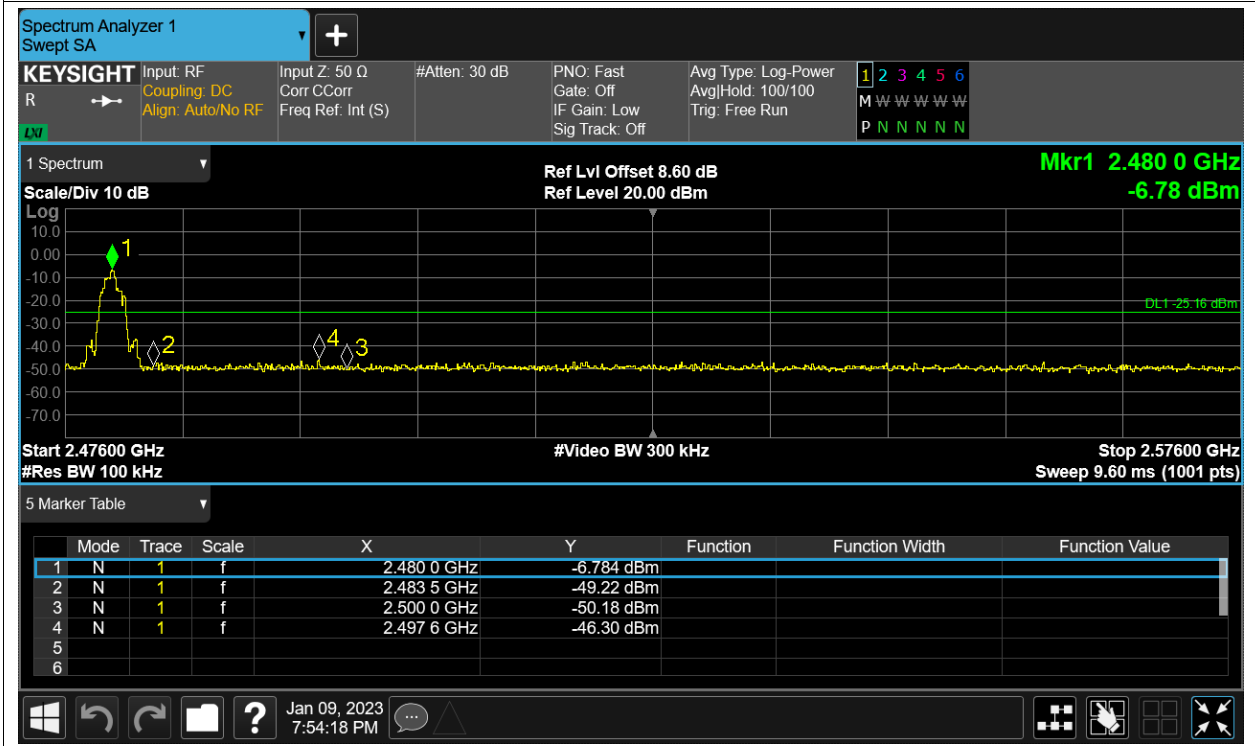 Spectrum Analyzer 1
Swept SA
+
KEYSIGHT
R
LXI
Input: RF
Coupling: DC
Align: Auto/No RF
Input Z: 50 Ω
Corr CCorr
Freq Ref: Int (S)
#Atten: 30 dB
PNO: Fast
Gate: Off
IF Gain: Low
Sig Track: Off
Avg Type: Log-Power
Avg|Hold: 100/100
Trig: Free Run
1 2 3 4 5 6
M W W W W W
P N N N N N
1 Spectrum
Scale/Div 10 dB
Ref Lvl Offset 8.60 dB
Ref Level 20.00 dBm
Mkr1 2.480 0 GHz
-6.78 dBm
Log
10.0
0.00
-10.0
-20.0
-30.0
-40.0
-50.0
-60.0
-70.0
1
2
4
3
DL1 -25.16 dBm
Start 2.47600 GHz
#Res BW 100 kHz
#Video BW 300 kHz
Stop 2.57600 GHz
Sweep 9.60 ms (1001 pts)
5 Marker Table
Mode Trace Scale X Y Function Function Width Function Value
1 N 1 f 2.480 0 GHz -6.784 dBm
2 N 1 f 2.483 5 GHz -49.22 dBm
3 N 1 f 2.500 0 GHz -50.18 dBm
4 N 1 f 2.497 6 GHz -46.30 dBm
5
6
?
Jan 09, 2023
7:54:18 PM